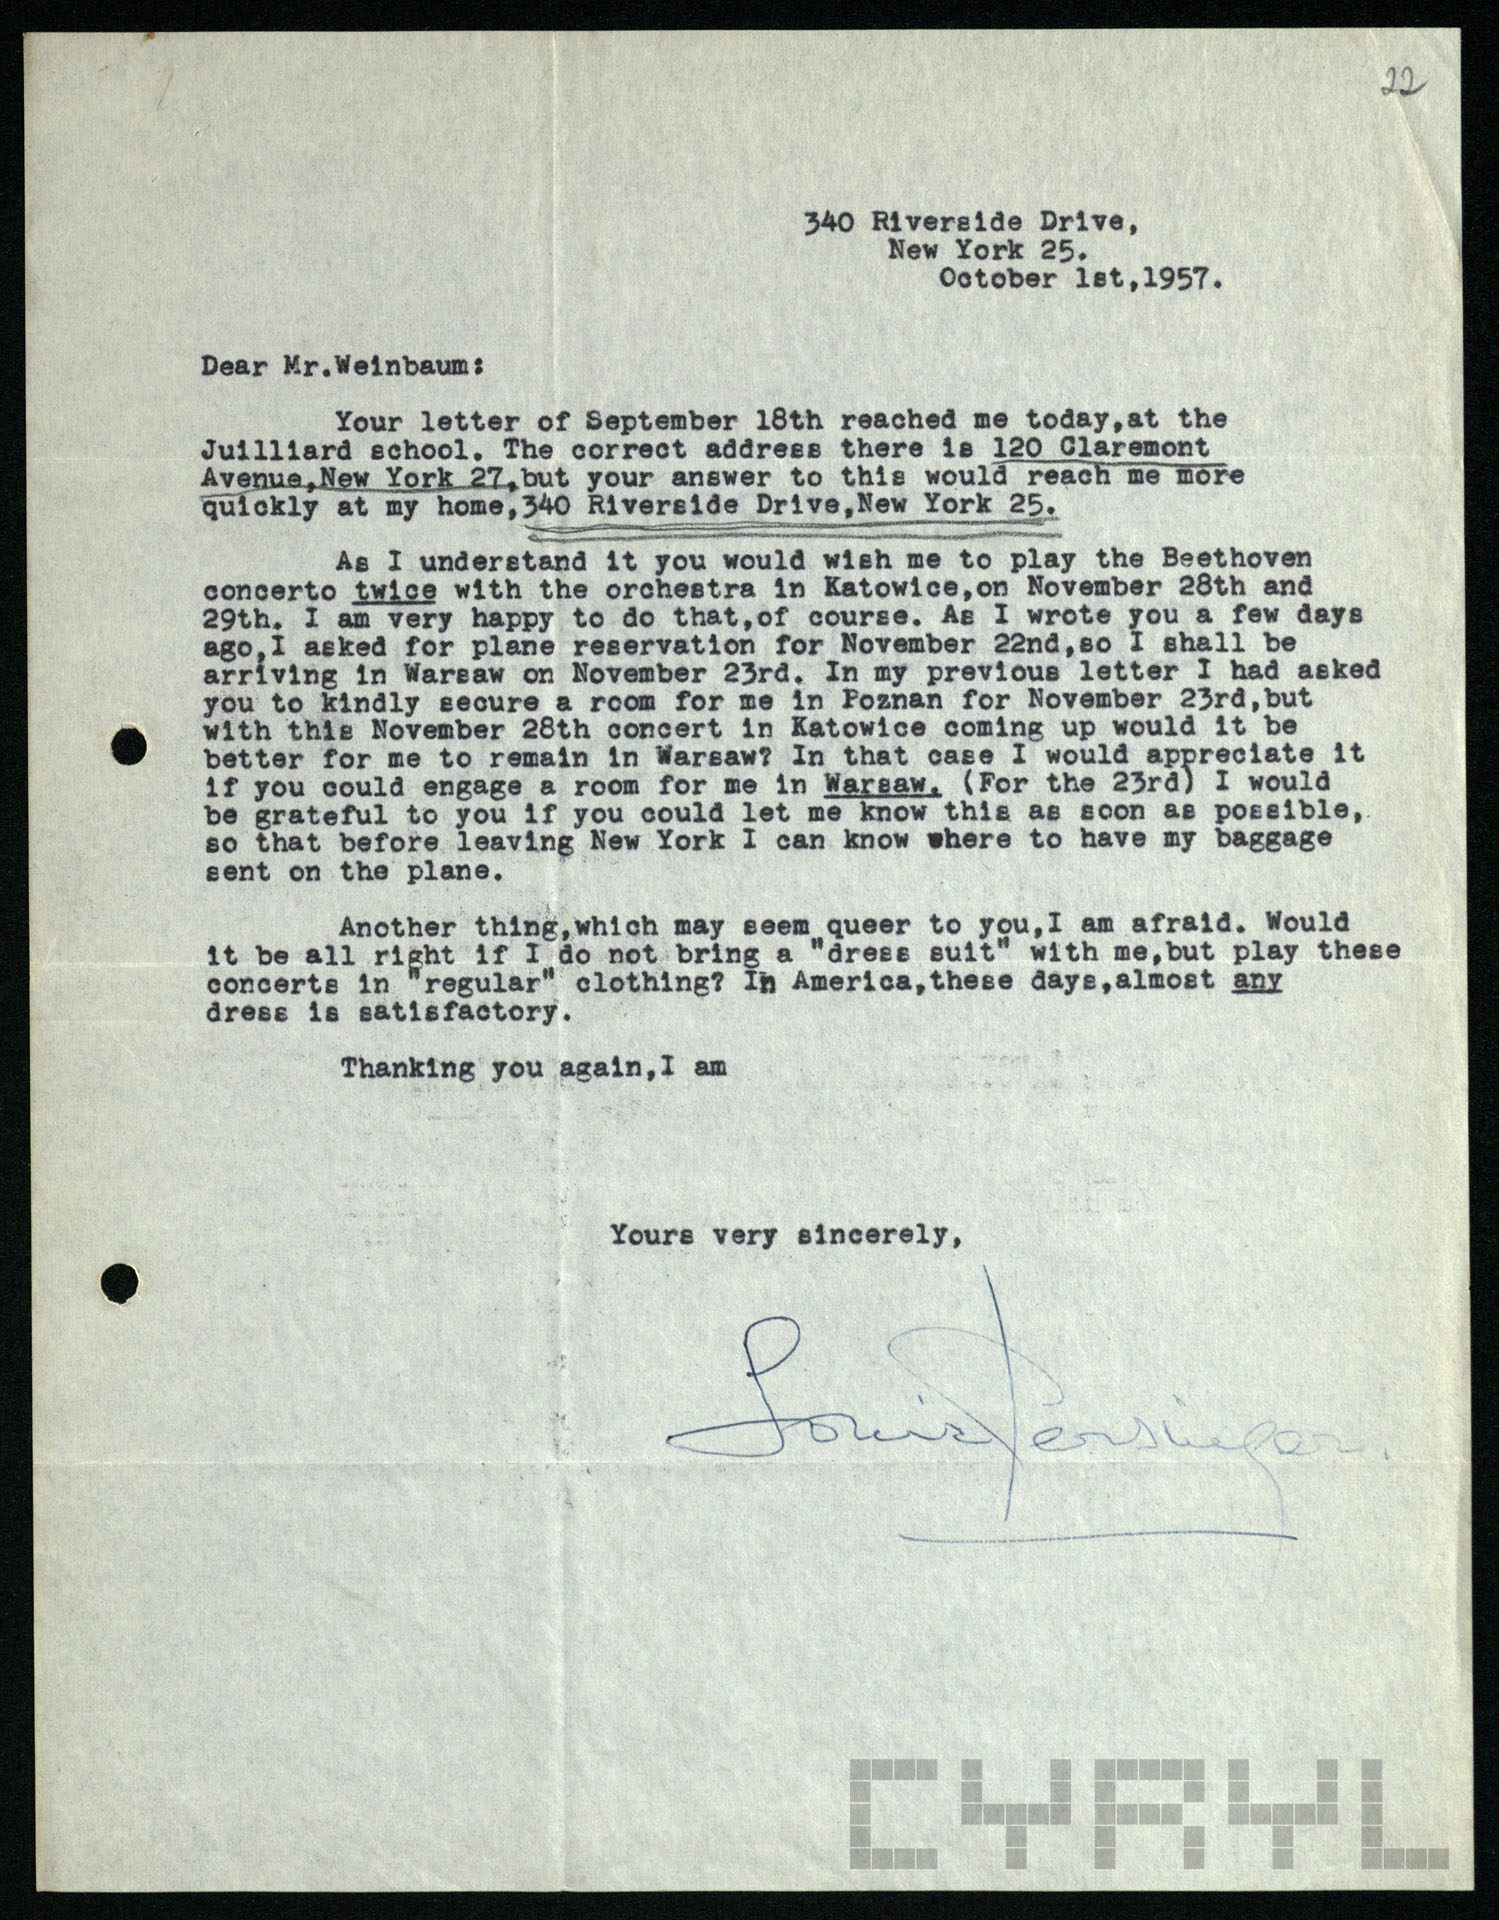 22
340 Riverside Drive,
New York 25.
October 1st,1957.
Dear Mr.Weinbaum:
Your letter of September 18th reached me today,at the
Juilliard school. The correct address there is 120 Claremont
Avenue,New York 27,but your answer to this would reach me more
quickly at my home,340 Riverside Drive,New York 25.
As I understand it you would wish me to play the Beethoven
concerto twice with the orchestra in Katowice,on November 28th and
29th. I am very happy to do that,of course. As I wrote you a few days
ago,I asked for plane reservation for November 22nd,so I shall be
arriving in Warsaw on November 23rd. In my previous letter I had asked
you to kindly secure a room for me in Poznan for November 23rd,but
with this November 28th concert in Katowice coming up would it be
better for me to remain in Warsaw? In that case I would appreciate it
if you could engage a room for me in Warsaw. (For the 23rd) I would
be grateful to you if you could let me know this as soon as possible,
so that before leaving New York I can know where to have my baggage
sent on the plane.
Another thing,which may seem queer to you,I am afraid. Would
it be all right if I do not bring a "dress suit" with me,but play these
concerts in "regular" clothing? In America,these days,almost any
dress is satisfactory.
Thanking you again,I am
Yours very sincerely,
Louis Persinger.
CYRYL